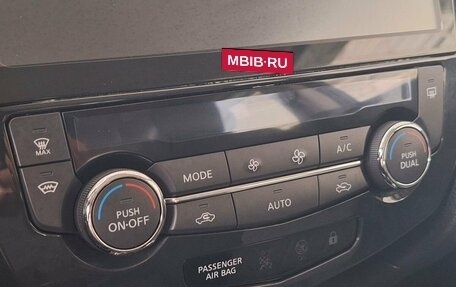 MBIB·RU
MAX
MODE
A/C
PUSH
DUAL
PUSH
ON·OFF
AUTO
PASSENGER
AIR BAG